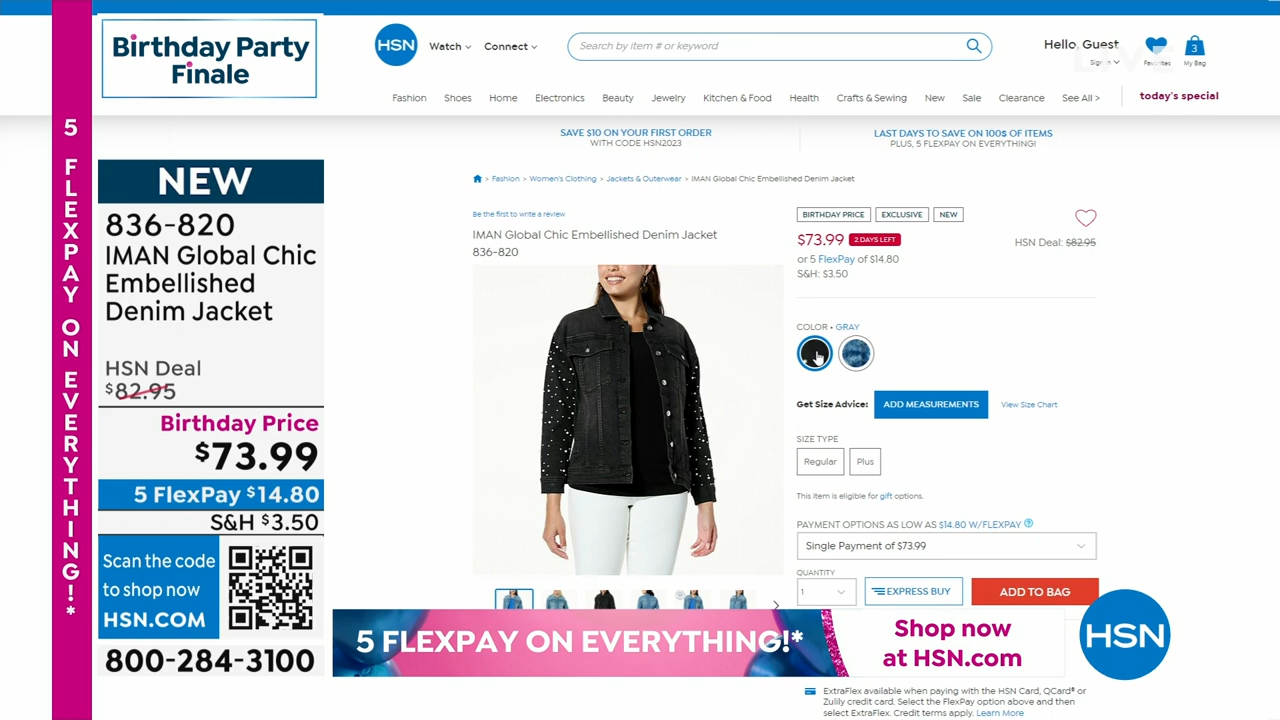 5 FLEXPAY ON EVERYTHING!*
Birthday Party
Finale
NEW
836-820
IMAN Global Chic
Embellished
Denim Jacket
HSN Deal
$82.95
Birthday Price
$73.99
5 FlexPay $14.80
S&H $3.50
Scan the code
to shop now
HSN.COM
800-284-3100
HSN
Watch
Connect
Search by item # or keyword
Hello, Guest
Sign In
Favorites
3
My Bag
LIVE
Fashion Shoes Home Electronics Beauty Jewelry Kitchen & Food Health Crafts & Sewing New Sale Clearance See All > today's special
SAVE $10 ON YOUR FIRST ORDER
WITH CODE HSN2023
LAST DAYS TO SAVE ON 100$ OF ITEMS
PLUS, 5 FLEXPAY ON EVERYTHING!
> Fashion > Women's Clothing > Jackets & Outerwear > IMAN Global Chic Embellished Denim Jacket
Be the first to write a review
IMAN Global Chic Embellished Denim Jacket
836-820
BIRTHDAY PRICE EXCLUSIVE NEW
$73.99 2 DAYS LEFT
HSN Deal: $82.95
or 5 FlexPay of $14.80
S&H: $3.50
COLOR • GRAY
Get Size Advice: ADD MEASUREMENTS View Size Chart
SIZE TYPE
Regular Plus
This item is eligible for gift options.
PAYMENT OPTIONS AS LOW AS $14.80 W/FLEXPAY ?
Single Payment of $73.99
QUANTITY
1
EXPRESS BUY
ADD TO BAG
5 FLEXPAY ON EVERYTHING!*
Shop now
at HSN.com
HSN
ExtraFlex available when paying with the HSN Card, QCard® or
Zulily credit card. Select the FlexPay option above and then
select ExtraFlex. Credit terms apply. Learn More